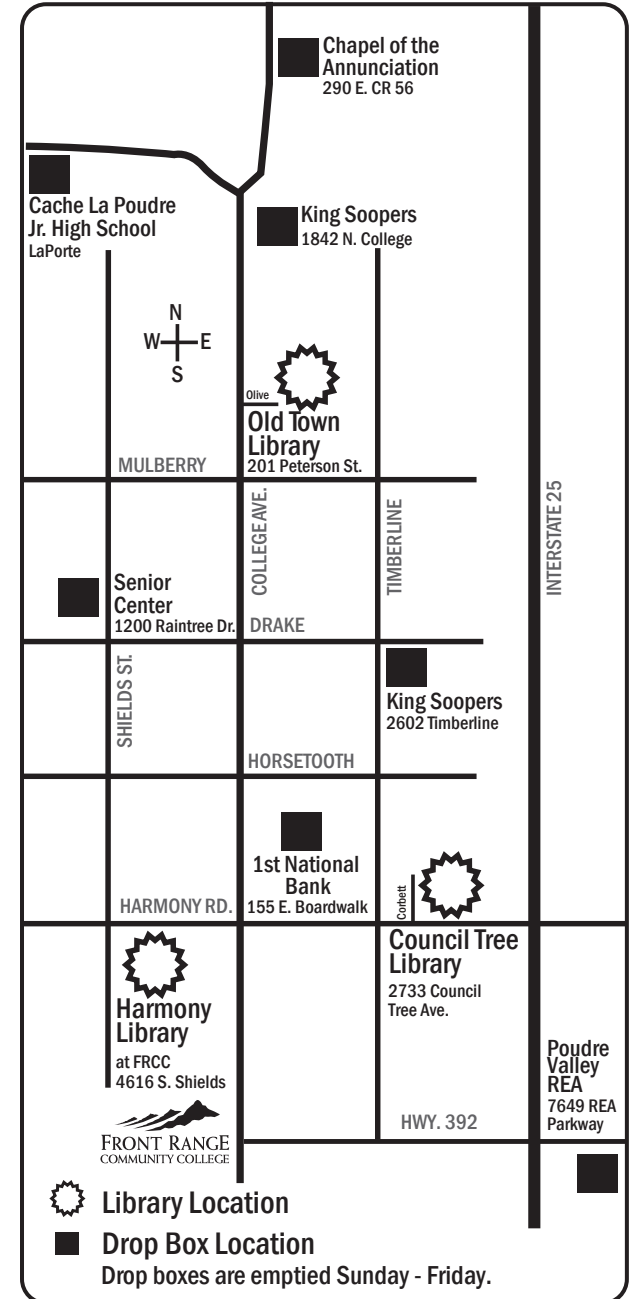 Chapel of the
Annunciation
290 E. CR 56
Cache La Poudre
Jr. High School
LaPorte
King Soopers
1842 N. College
N
W E
S
Olive
Old Town
Library
201 Peterson St.
MULBERRY
COLLEGE AVE.
TIMBERLINE
INTERSTATE 25
Senior
Center
1200 Raintree Dr.
DRAKE
SHIELDS ST.
King Soopers
2602 Timberline
HORSETOOTH
1st National
Bank
155 E. Boardwalk
HARMONY RD.
Corbett
Council Tree
Library
2733 Council
Tree Ave.
Harmony
Library
at FRCC
4616 S. Shields
FRONT RANGE
COMMUNITY COLLEGE
Poudre
Valley
REA
7649 REA
Parkway
HWY. 392
Library Location
Drop Box Location
Drop boxes are emptied Sunday - Friday.